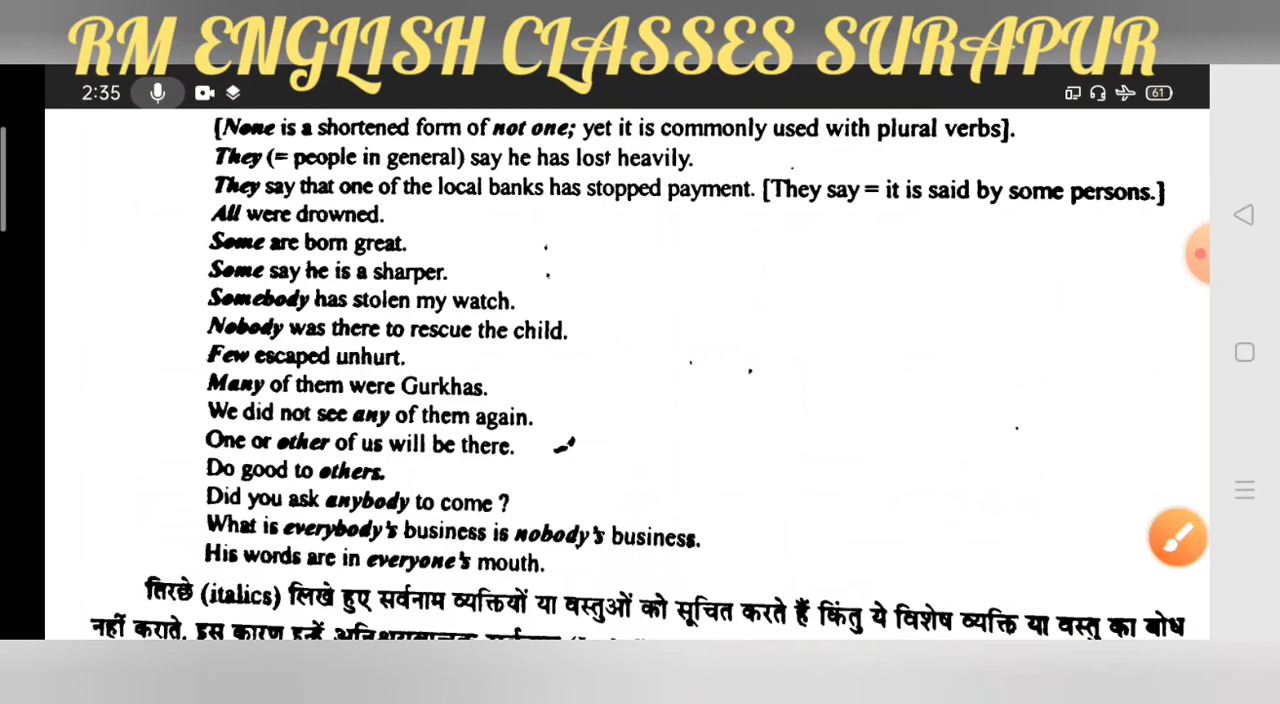 RM ENGLISH CLASSES SURAPUR
2:35
61
[None is a shortened form of not one; yet it is commonly used with plural verbs].
They (= people in general) say he has lost heavily.
They say that one of the local banks has stopped payment. [They say = it is said by some persons.]
All were drowned.
Some are born great.
Some say he is a sharper.
Somebody has stolen my watch.
Nobody was there to rescue the child.
Few escaped unhurt.
Many of them were Gurkhas.
We did not see any of them again.
One or other of us will be there.
Do good to others.
Did you ask anybody to come ?
What is everybody's business is nobody's business.
His words are in everyone's mouth.
तिरछे (italics) लिखे हुए सर्वनाम व्यक्तियों या वस्तुओं को सूचित करते हैं किंतु ये विशेष व्यक्ति या वस्तु का बोध
नहीं कराते. इस कारण इन्हें